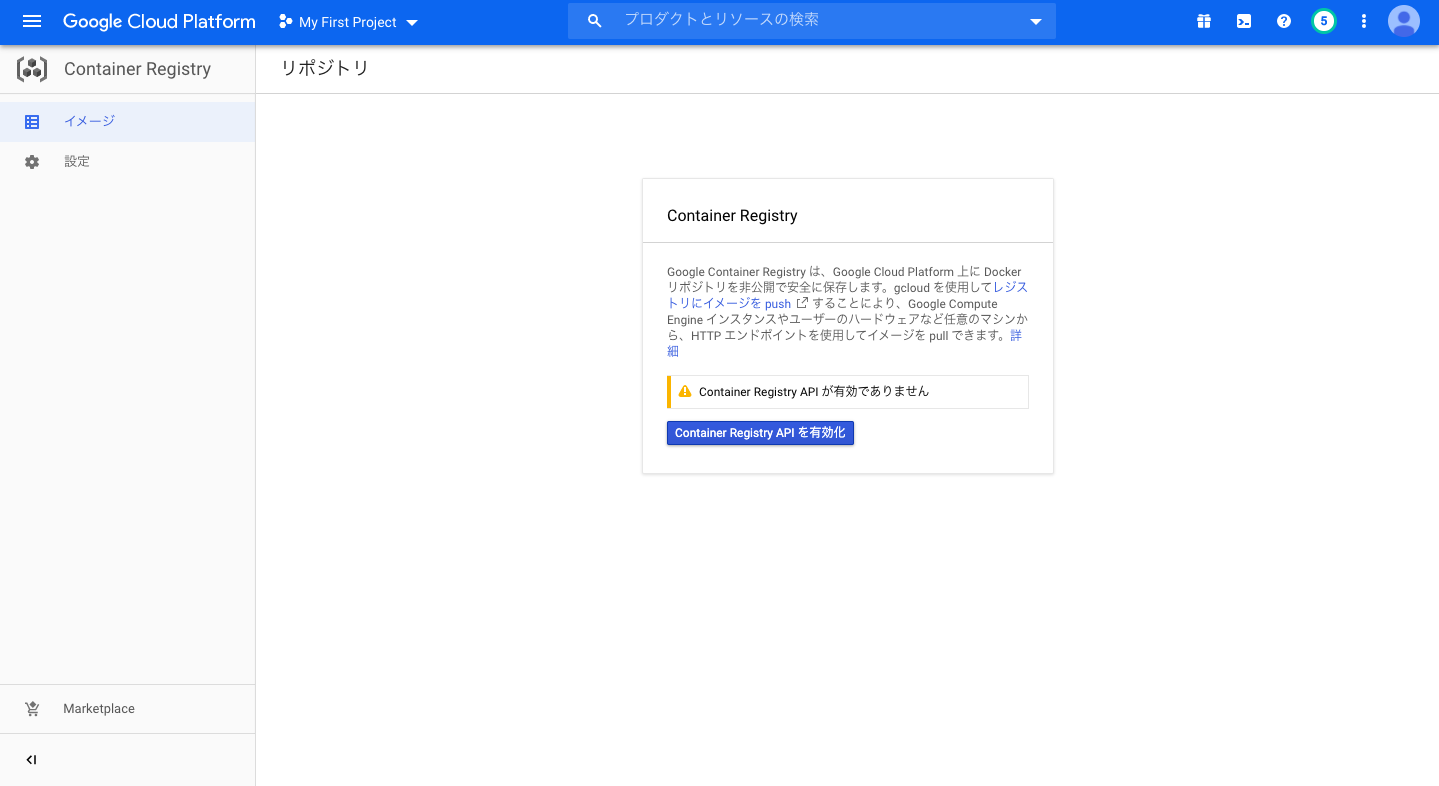 Google Cloud Platform
My First Project
プロダクトとリソースの検索
5
Container Registry
リポジトリ
イメージ
設定
Container Registry
Google Container Registry は、Google Cloud Platform 上に Docker
リポジトリを非公開で安全に保存します。gcloud を使用してレジス
トリにイメージを push することにより、Google Compute
Engine インスタンスやユーザーのハードウェアなど任意のマシンか
ら、HTTP エンドポイントを使用してイメージを pull できます。詳
細
Container Registry API が有効でありません
Container Registry API を有効化
Marketplace